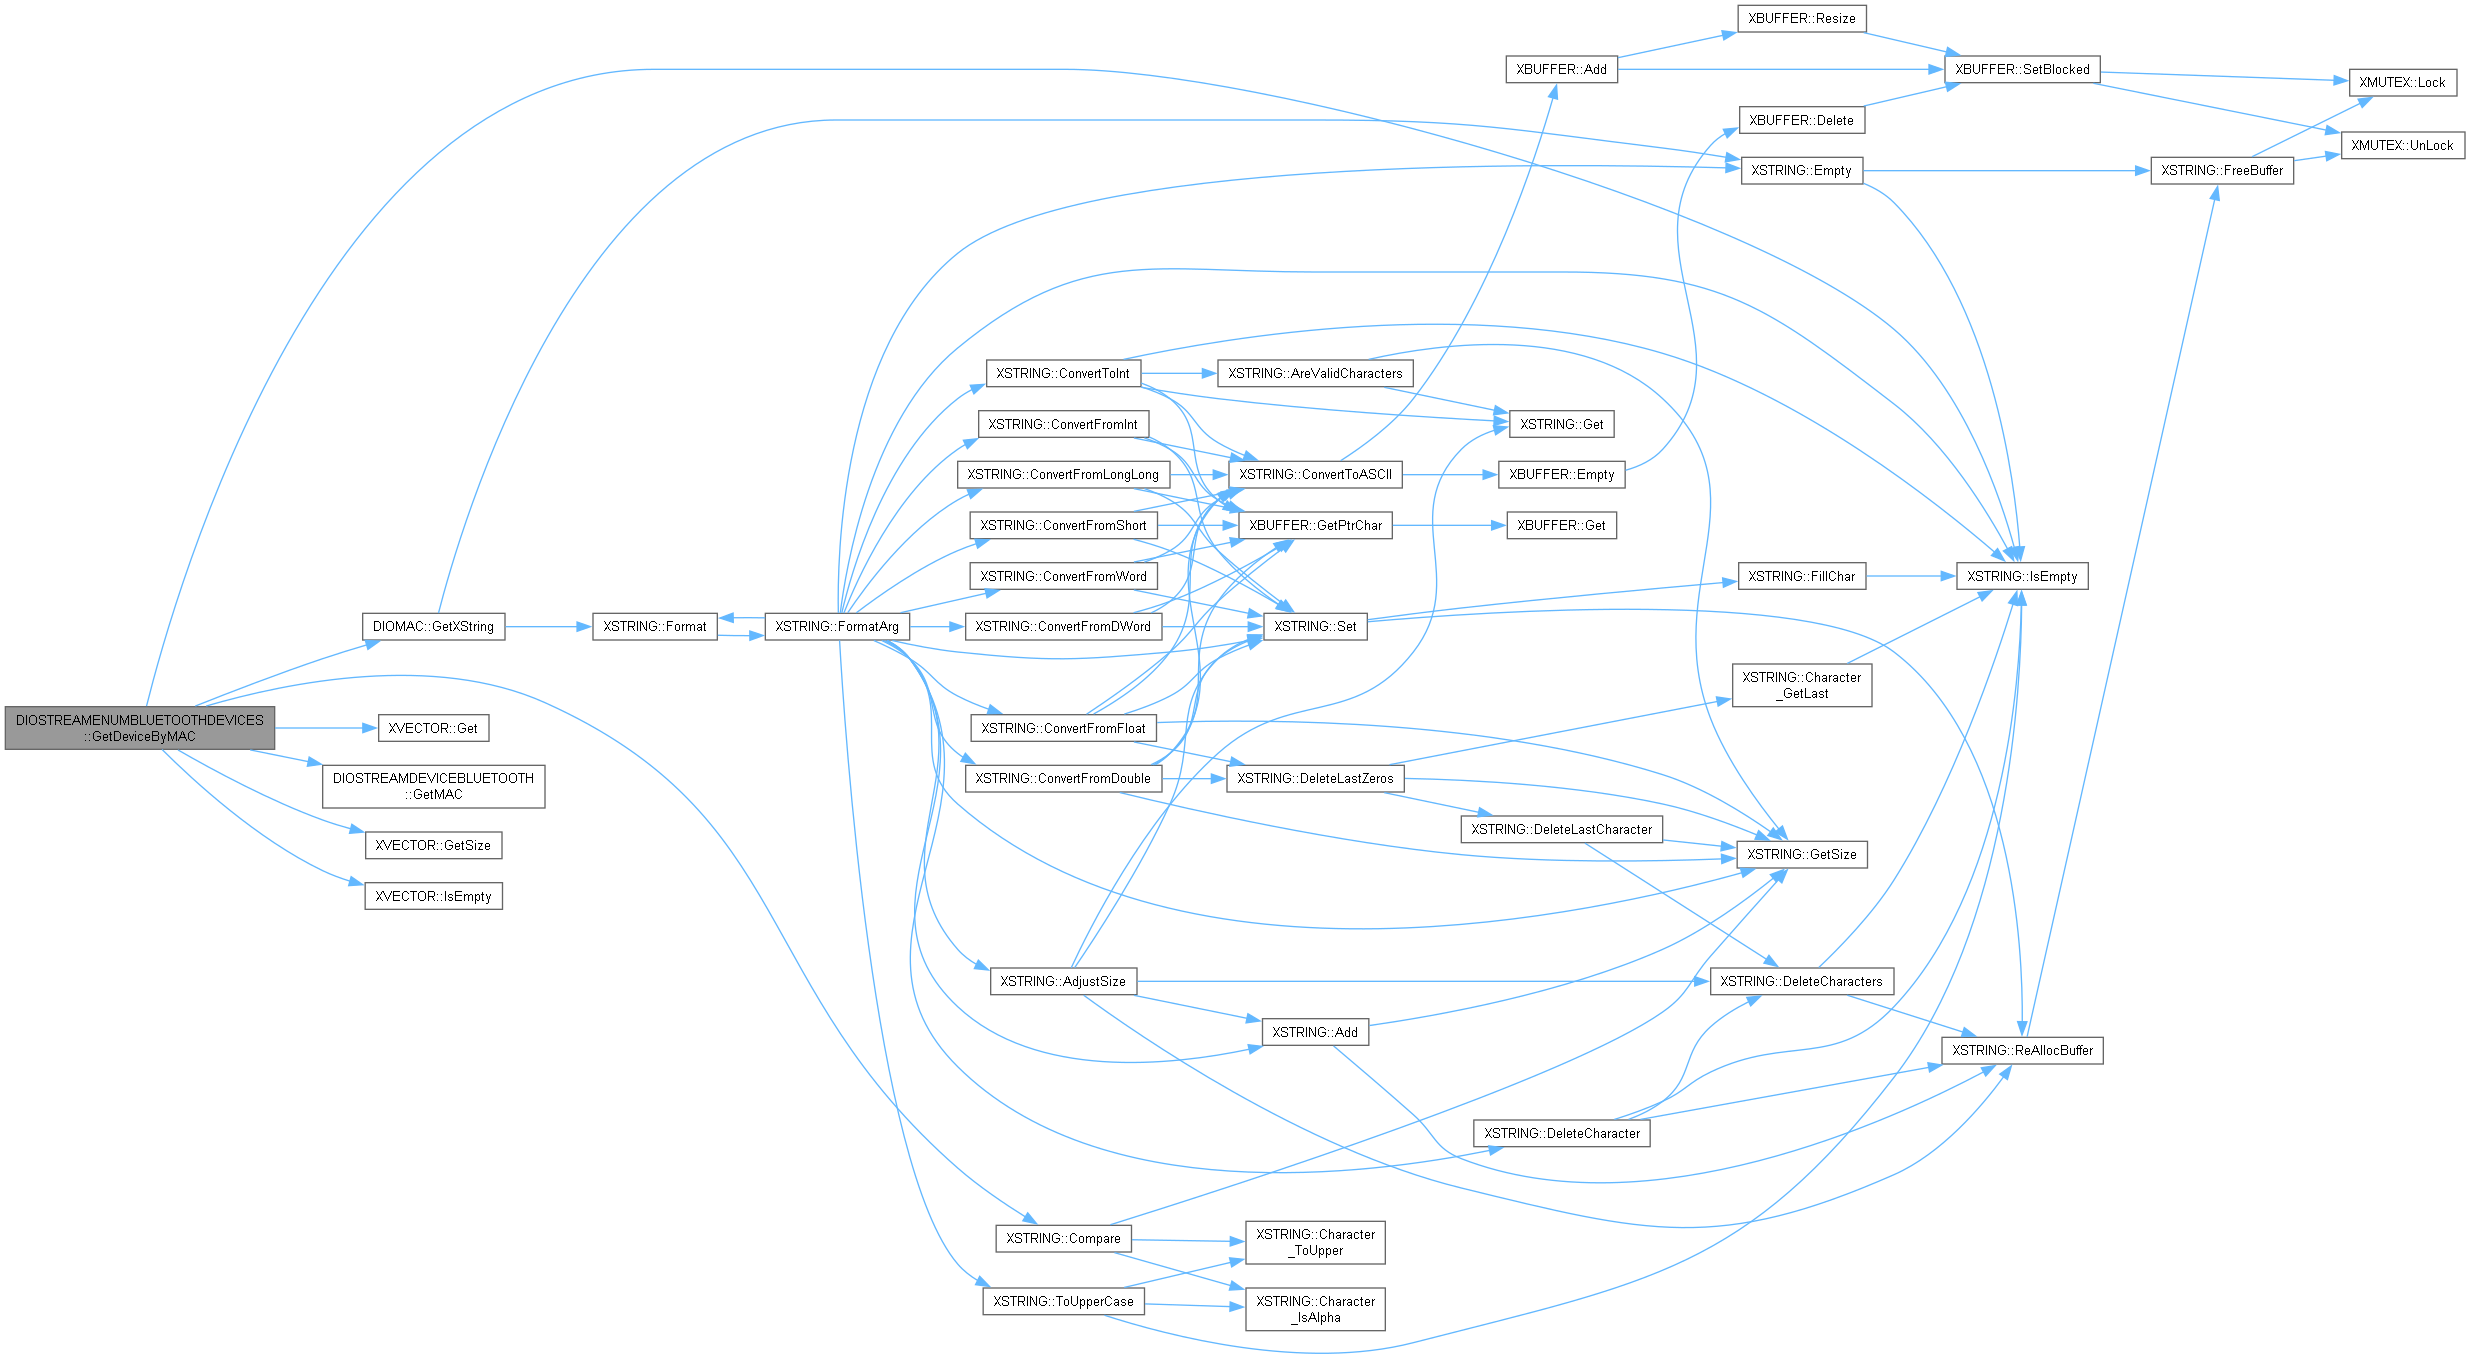 XBUFFER::Resize
XBUFFER::Add
XBUFFER::SetBlocked
XMUTEX::Lock
XBUFFER::Delete
XMUTEX::UnLock
XSTRING::Empty
XSTRING::FreeBuffer
XSTRING::ConvertToInt
XSTRING::AreValidCharacters
XSTRING::ConvertFromInt
XSTRING::Get
XSTRING::ConvertFromLongLong
XSTRING::ConvertToASCII
XBUFFER::Empty
XSTRING::ConvertFromShort
XBUFFER::GetPtrChar
XBUFFER::Get
XSTRING::ConvertFromWord
XSTRING::FillChar
XSTRING::IsEmpty
DIOMAC::GetXString
XSTRING::Format
XSTRING::FormatArg
XSTRING::ConvertFromDWord
XSTRING::Set
XSTRING::Character
_GetLast
DIOSTREAMENUMBLUETOOTHDEVICES
::GetDeviceByMAC
XVECTOR::Get
XSTRING::ConvertFromFloat
DIOSTREAMDEVICEBLUETOOTH
::GetMAC
XSTRING::ConvertFromDouble
XSTRING::DeleteLastZeros
XSTRING::DeleteLastCharacter
XVECTOR::GetSize
XSTRING::GetSize
XVECTOR::IsEmpty
XSTRING::AdjustSize
XSTRING::DeleteCharacters
XSTRING::Add
XSTRING::ReAllocBuffer
XSTRING::DeleteCharacter
XSTRING::Compare
XSTRING::Character
_ToUpper
XSTRING::ToUpperCase
XSTRING::Character
_IsAlpha